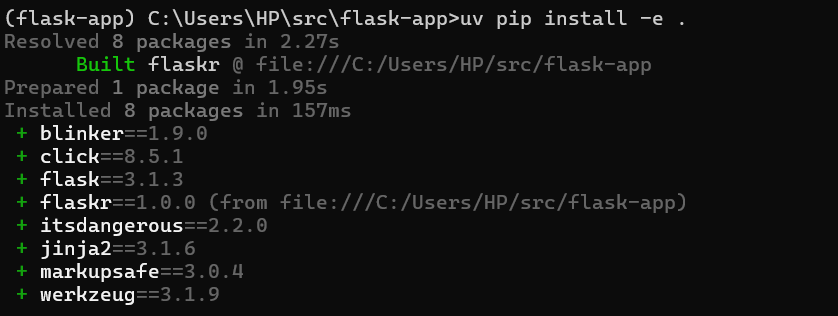 (flask-app) C:\Users\HP\src\flask-app>uv pip install -e .
Resolved 8 packages in 2.27s
      Built flaskr @ file:///C:/Users/HP/src/flask-app
Prepared 1 package in 1.95s
Installed 8 packages in 157ms
 + blinker==1.9.0
 + click==8.5.1
 + flask==3.1.3
 + flaskr==1.0.0 (from file:///C:/Users/HP/src/flask-app)
 + itsdangerous==2.2.0
 + jinja2==3.1.6
 + markupsafe==3.0.4
 + werkzeug==3.1.9